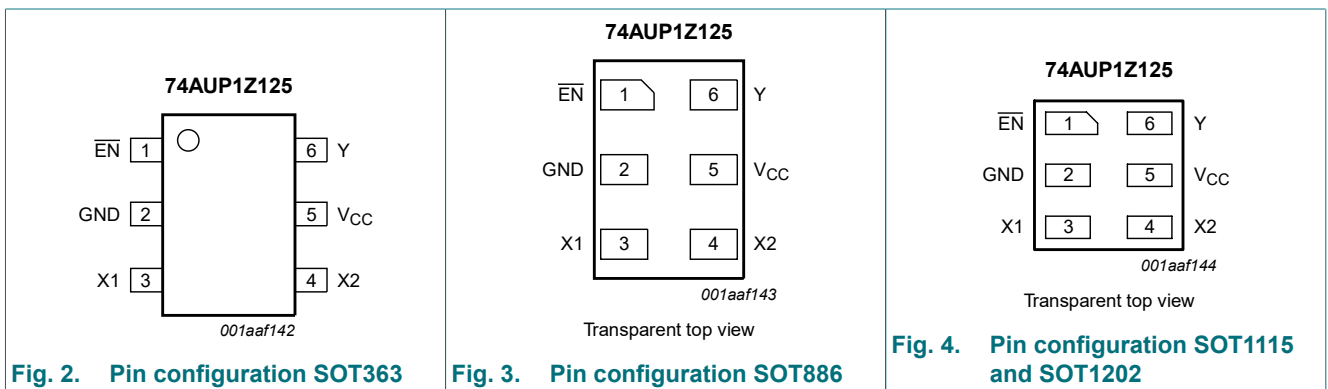 74AUP1Z125
EN 1 6 Y
GND 2 5 VCC
X1 3 4 X2
001aaf142
Fig. 2. Pin configuration SOT363
74AUP1Z125
EN 1 6 Y
GND 2 5 VCC
X1 3 4 X2
001aaf143
Transparent top view
Fig. 3. Pin configuration SOT886
74AUP1Z125
EN 1 6 Y
GND 2 5 VCC
X1 3 4 X2
001aaf144
Transparent top view
Fig. 4. Pin configuration SOT1115
and SOT1202